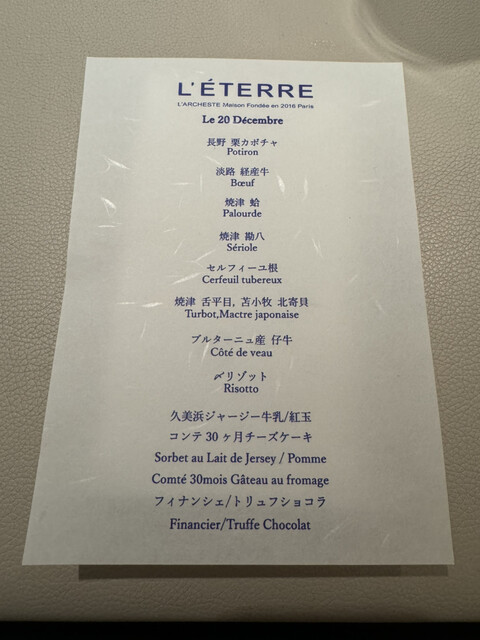 L'ÉTERRE
L'ARCHESTE Maison Fondée en 2016 Paris
Le 20 Décembre
長野 栗カボチャ
Potiron
淡路 経産牛
Bœuf
焼津 蛤
Palourde
焼津 勘八
Sériole
セルフィーユ根
Cerfeuil tubereux
焼津 舌平目, 苫小牧 北寄貝
Turbot,Mactre japonaise
ブルターニュ産 仔牛
Côté de veau
〆リゾット
Risotto
久美浜ジャージー牛乳/紅玉
コンテ30ヶ月チーズケーキ
Sorbet au Lait de Jersey / Pomme
Comté 30mois Gâteau au fromage
フィナンシェ/トリュフショコラ
Financier/Truffe Chocolat